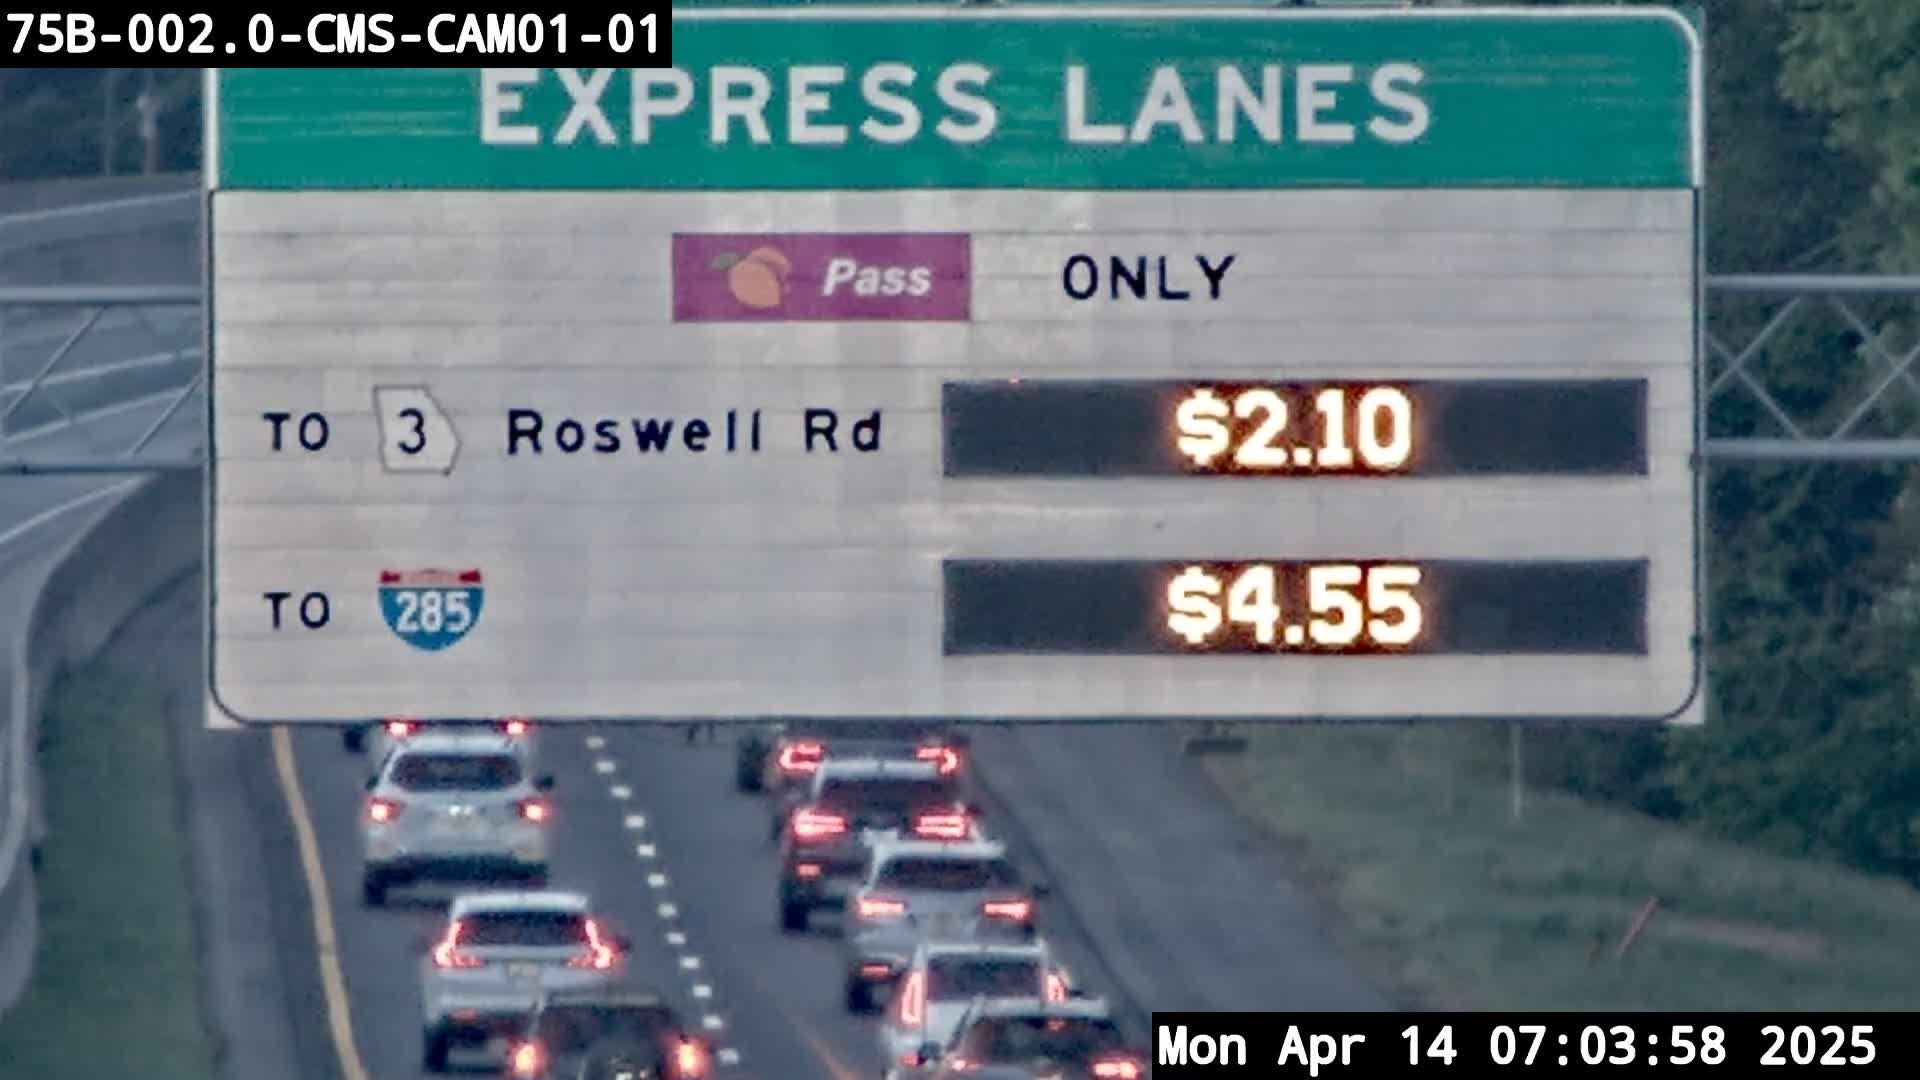 75B-002.0-CMS-CAM01-01
EXPRESS LANES
Pass ONLY
TO 3 Roswell Rd $2.10
TO 285 $4.55
Mon Apr 14 07:03:58 2025